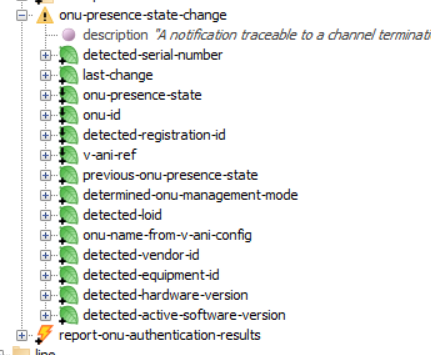 onu-presence-state-change
description "A notification traceable to a channel terminati
detected-serial-number
last-change
onu-presence-state
onu-id
detected-registration-id
v-ani-ref
previous-onu-presence-state
determined-onu-management-mode
detected-loid
onu-name-from-v-ani-config
detected-vendor-id
detected-equipment-id
detected-hardware-version
detected-active-software-version
report-onu-authentication-results